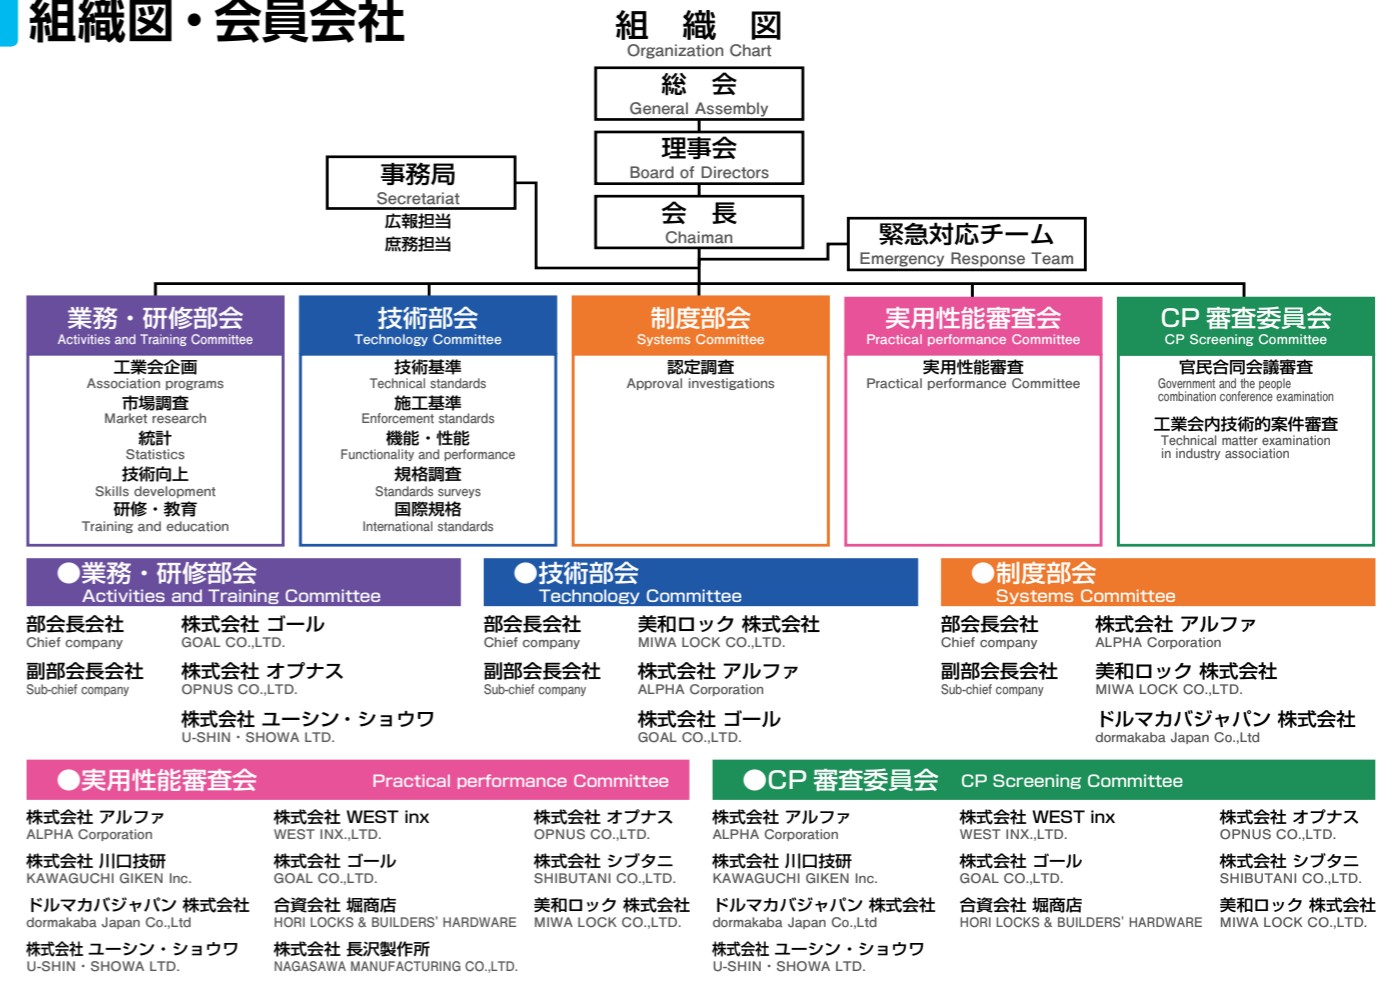 組織図・会員会社
組 織 図
Organization Chart
総 会
General Assembly
理事会
Board of Directors
事務局
Secretariat
広報担当
庶務担当
会 長
Chaiman
緊急対応チーム
Emergency Response Team
業務・研修部会
Activities and Training Committee
工業会企画
Association programs
市場調査
Market research
統計
Statistics
技術向上
Skills development
研修・教育
Training and education
技術部会
Technology Committee
技術基準
Technical standards
施工基準
Enforcement standards
機能・性能
Functionality and performance
規格調査
Standards surveys
国際規格
International standards
制度部会
Systems Committee
認定調査
Approval investigations
実用性能審査会
Practical performance Committee
実用性能審査
Practical performance Committee
CP 審査委員会
CP Screening Committee
官民合同会議審査
Government and the people
combination conference examination
工業会内技術的案件審査
Technical matter examination
in industry association
●業務・研修部会
Activities and Training Committee
部会長会社 株式会社 ゴール
Chief company GOAL CO.,LTD.
副部会長会社 株式会社 オプナス
Sub-chief company OPNUS CO.,LTD.
株式会社 ユーシン・ショウワ
U-SHIN・SHOWA LTD.
●技術部会
Technology Committee
部会長会社 美和ロック 株式会社
Chief company MIWA LOCK CO.,LTD.
副部会長会社 株式会社 アルファ
Sub-chief company ALPHA Corporation
株式会社 ゴール
GOAL CO.,LTD.
●制度部会
Systems Committee
部会長会社 株式会社 アルファ
Chief company ALPHA Corporation
副部会長会社 美和ロック 株式会社
Sub-chief company MIWA LOCK CO.,LTD.
ドルマカバジャパン 株式会社
dormakaba Japan Co.,Ltd
●実用性能審査会 Practical performance Committee
株式会社 アルファ 株式会社 WEST inx 株式会社 オプナス
ALPHA Corporation WEST INX.,LTD. OPNUS CO.,LTD.
株式会社 川口技研 株式会社 ゴール 株式会社 シブタニ
KAWAGUCHI GIKEN Inc. GOAL CO.,LTD. SHIBUTANI CO.,LTD.
ドルマカバジャパン 株式会社 合資会社 堀商店 美和ロック 株式会社
dormakaba Japan Co.,Ltd HORI LOCKS & BUILDERS' HARDWARE MIWA LOCK CO.,LTD.
株式会社 ユーシン・ショウワ 株式会社 長沢製作所
U-SHIN・SHOWA LTD. NAGASAWA MANUFACTURING CO.,LTD.
●CP 審査委員会 CP Screening Committee
株式会社 アルファ 株式会社 WEST inx 株式会社 オプナス
ALPHA Corporation WEST INX.,LTD. OPNUS CO.,LTD.
株式会社 川口技研 株式会社 ゴール 株式会社 シブタニ
KAWAGUCHI GIKEN Inc. GOAL CO.,LTD. SHIBUTANI CO.,LTD.
ドルマカバジャパン 株式会社 合資会社 堀商店 美和ロック 株式会社
dormakaba Japan Co.,Ltd HORI LOCKS & BUILDERS' HARDWARE MIWA LOCK CO.,LTD.
株式会社 ユーシン・ショウワ
U-SHIN・SHOWA LTD.